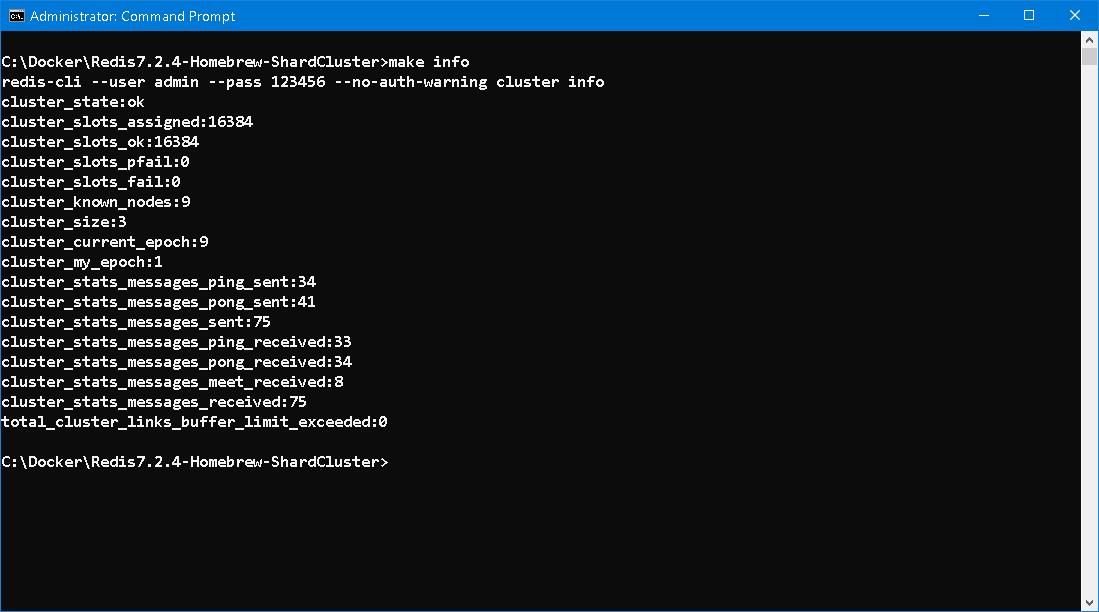 Administrator: Command Prompt
C:\Docker\Redis7.2.4-Homebrew-ShardCluster>make info
redis-cli --user admin --pass 123456 --no-auth-warning cluster info
cluster_state:ok
cluster_slots_assigned:16384
cluster_slots_ok:16384
cluster_slots_pfail:0
cluster_slots_fail:0
cluster_known_nodes:9
cluster_size:3
cluster_current_epoch:9
cluster_my_epoch:1
cluster_stats_messages_ping_sent:34
cluster_stats_messages_pong_sent:41
cluster_stats_messages_sent:75
cluster_stats_messages_ping_received:33
cluster_stats_messages_pong_received:34
cluster_stats_messages_meet_received:8
cluster_stats_messages_received:75
total_cluster_links_buffer_limit_exceeded:0
C:\Docker\Redis7.2.4-Homebrew-ShardCluster>